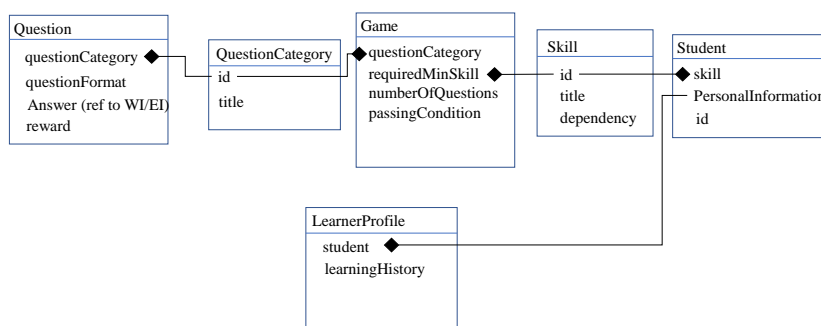 Question
questionCategory
questionFormat
Answer (ref to WI/EI)
reward
QuestionCategory
id
title
Game
questionCategory
requiredMinSkill
numberOfQuestions
passingCondition
Skill
id
title
dependency
Student
skill
PersonalInformation
id
LearnerProfile
student
learningHistory